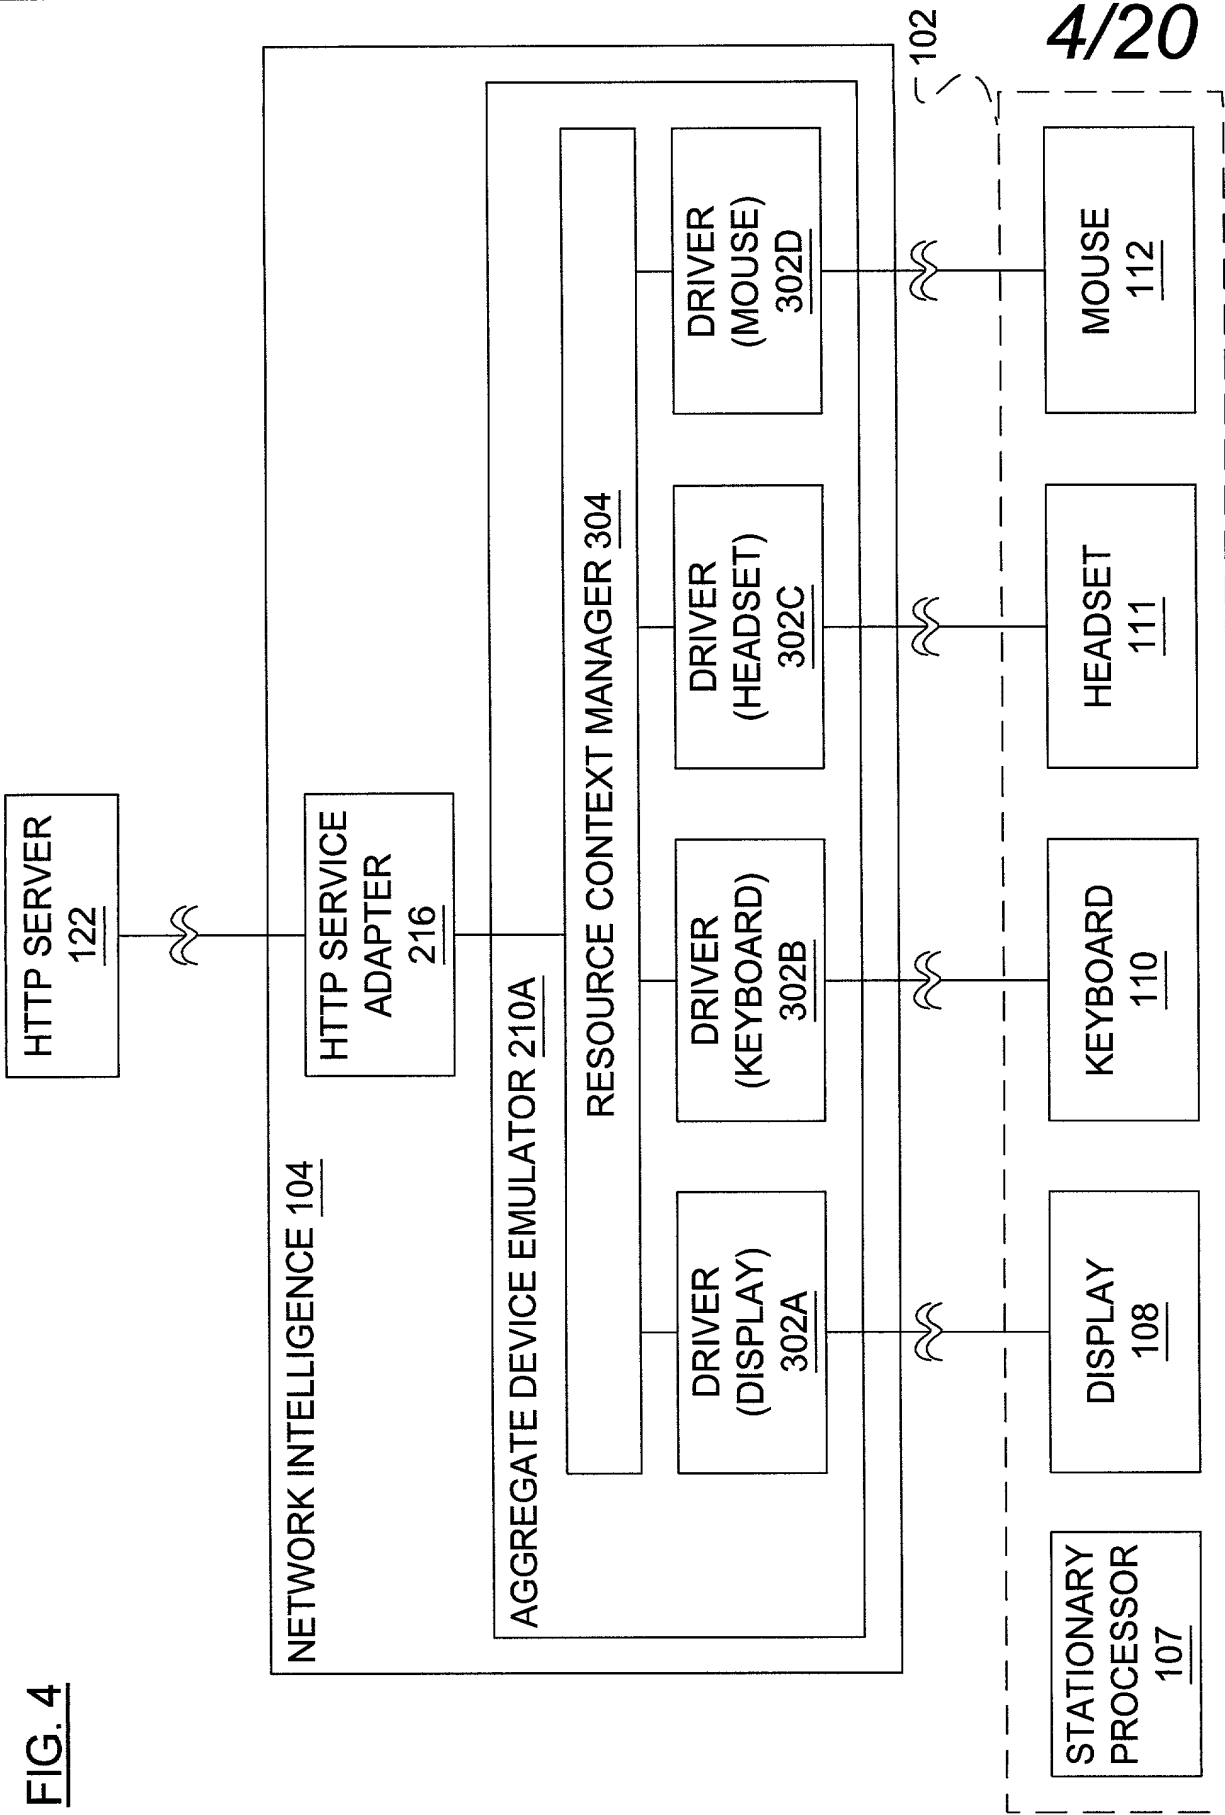 4/20
FIG. 4
HTTP SERVER
122
NETWORK INTELLIGENCE 104
HTTP SERVICE
ADAPTER
216
AGGREGATE DEVICE EMULATOR 210A
RESOURCE CONTEXT MANAGER 304
DRIVER
(DISPLAY)
302A
DRIVER
(KEYBOARD)
302B
DRIVER
(HEADSET)
302C
DRIVER
(MOUSE)
302D
102
STATIONARY
PROCESSOR
107
DISPLAY
108
KEYBOARD
110
HEADSET
111
MOUSE
112